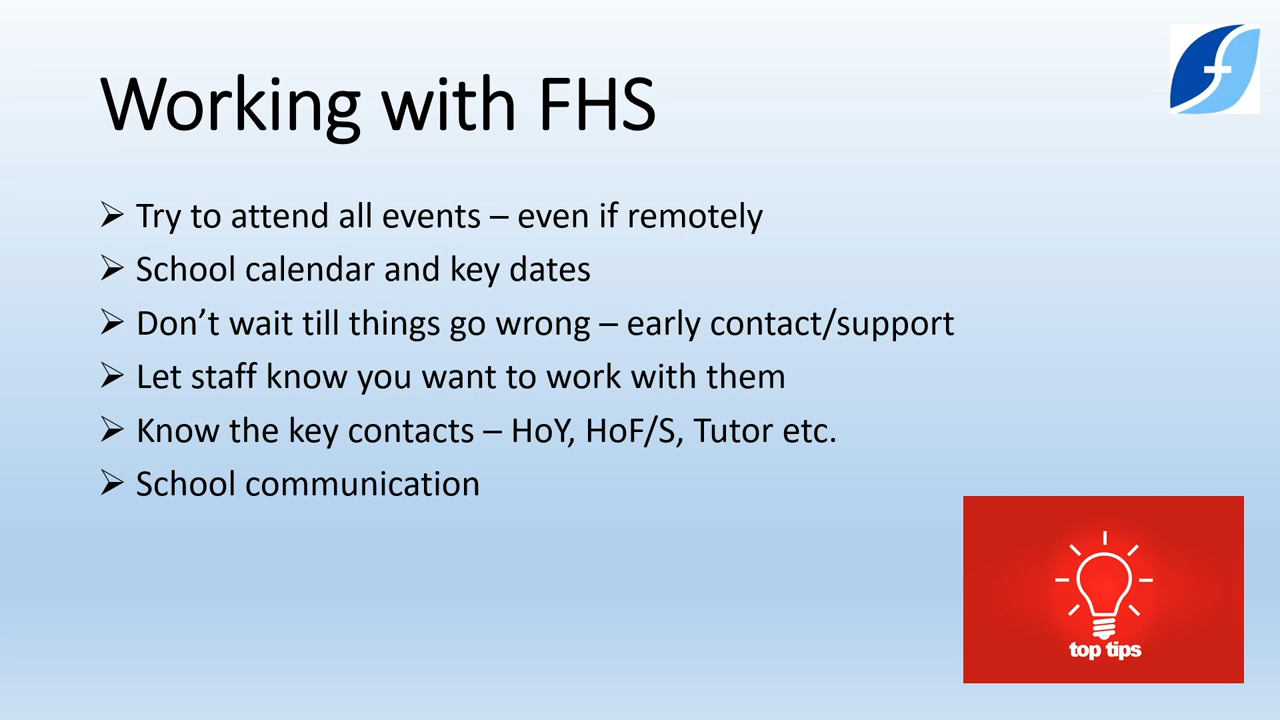 Working with FHS
➢ Try to attend all events – even if remotely
➢ School calendar and key dates
➢ Don’t wait till things go wrong – early contact/support
➢ Let staff know you want to work with them
➢ Know the key contacts – HoY, HoF/S, Tutor etc.
➢ School communication
top tips